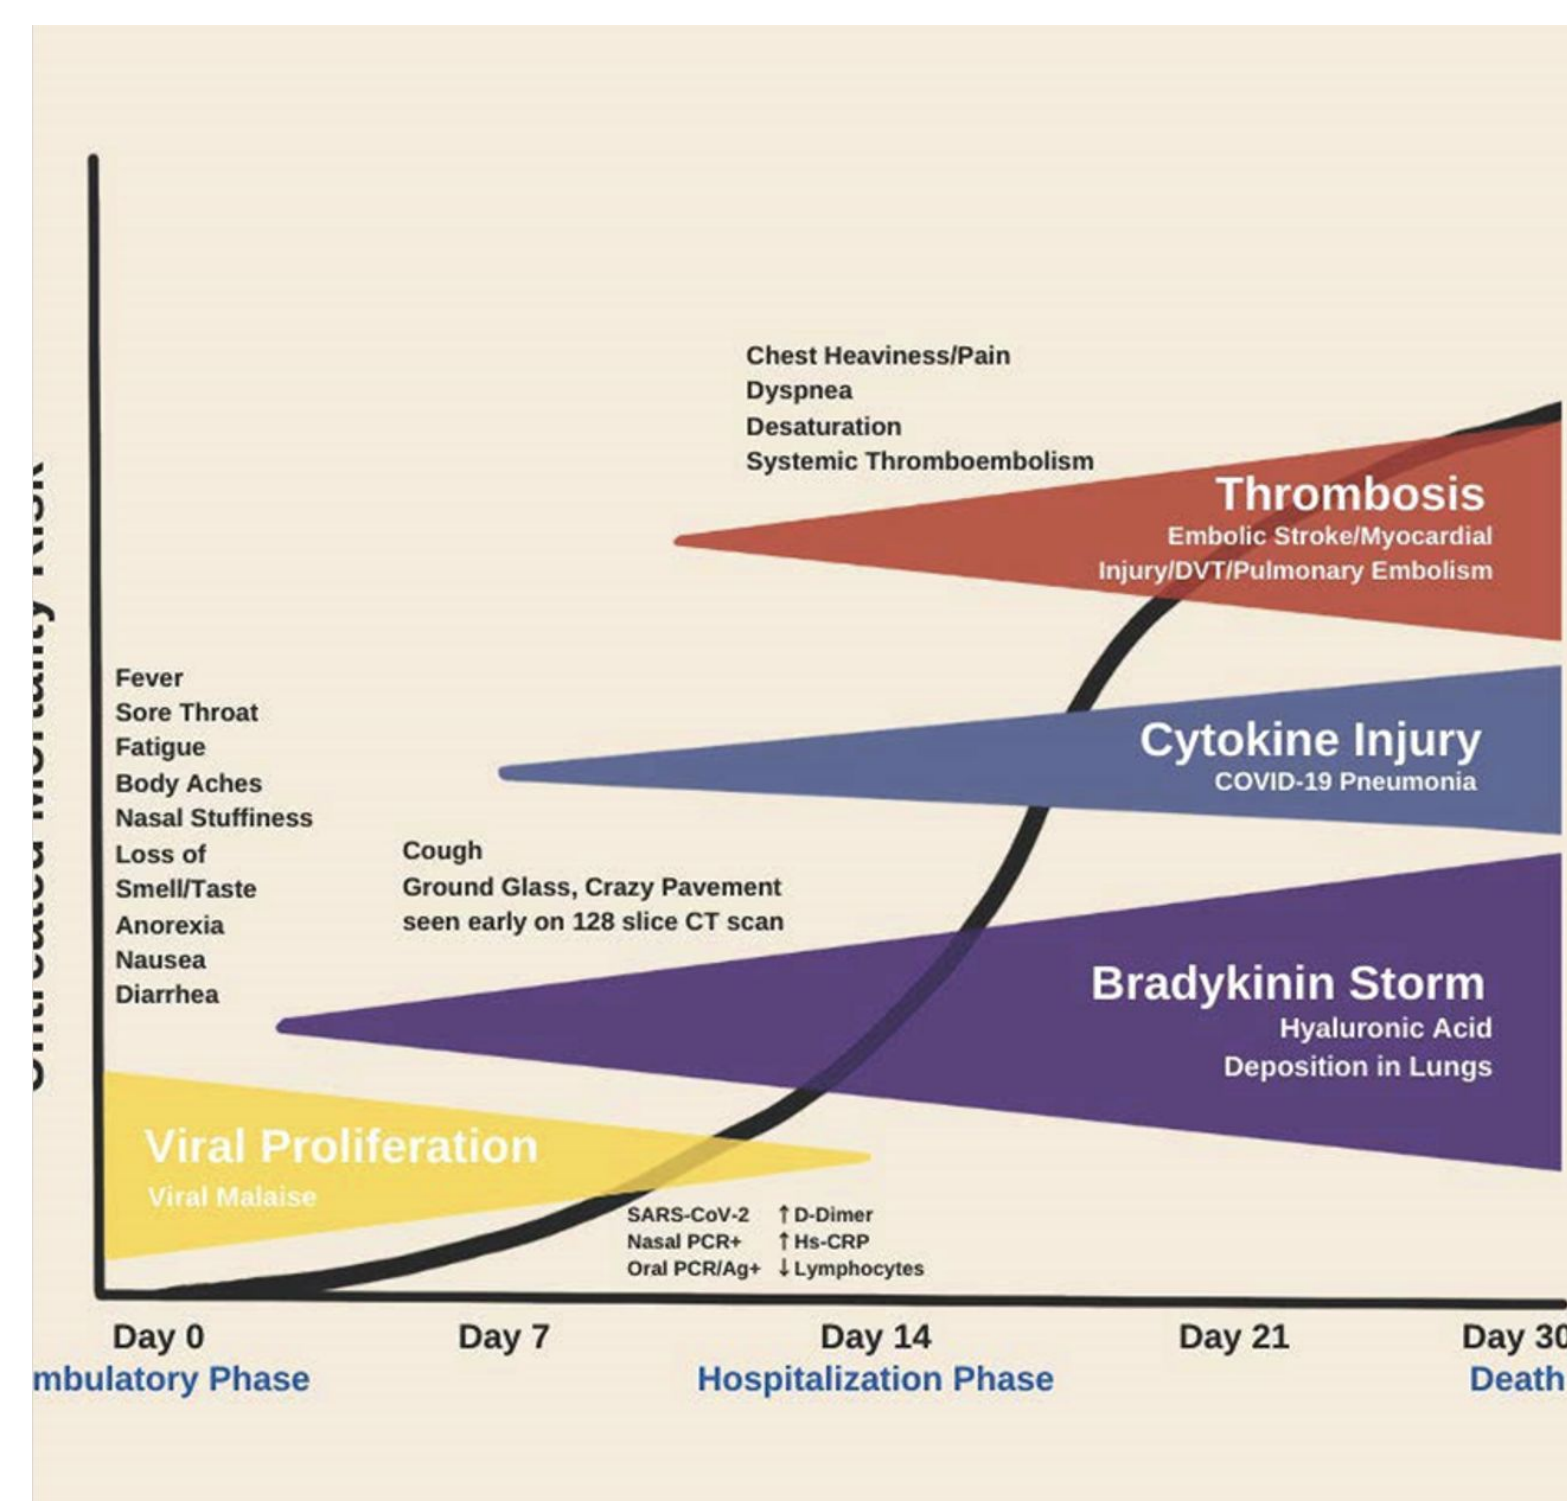 Chest Heaviness/Pain
Dyspnea
Desaturation
Systemic Thromboembolism
Thrombosis
Embolic Stroke/Myocardial
Injury/DVT/Pulmonary Embolism
Fever
Sore Throat
Fatigue
Body Aches
Nasal Stuffiness
Loss of
Smell/Taste
Anorexia
Nausea
Diarrhea
Cytokine Injury
COVID-19 Pneumonia
Cough
Ground Glass, Crazy Pavement
seen early on 128 slice CT scan
Bradykinin Storm
Hyaluronic Acid
Deposition in Lungs
Viral Proliferation
Viral Malaise
SARS-CoV-2 ↑ D-Dimer
Nasal PCR+ ↑ Hs-CRP
Oral PCR/Ag+ ↓ Lymphocytes
Day 0 Day 7 Day 14 Day 21 Day 30
mbulatory Phase Hospitalization Phase Death